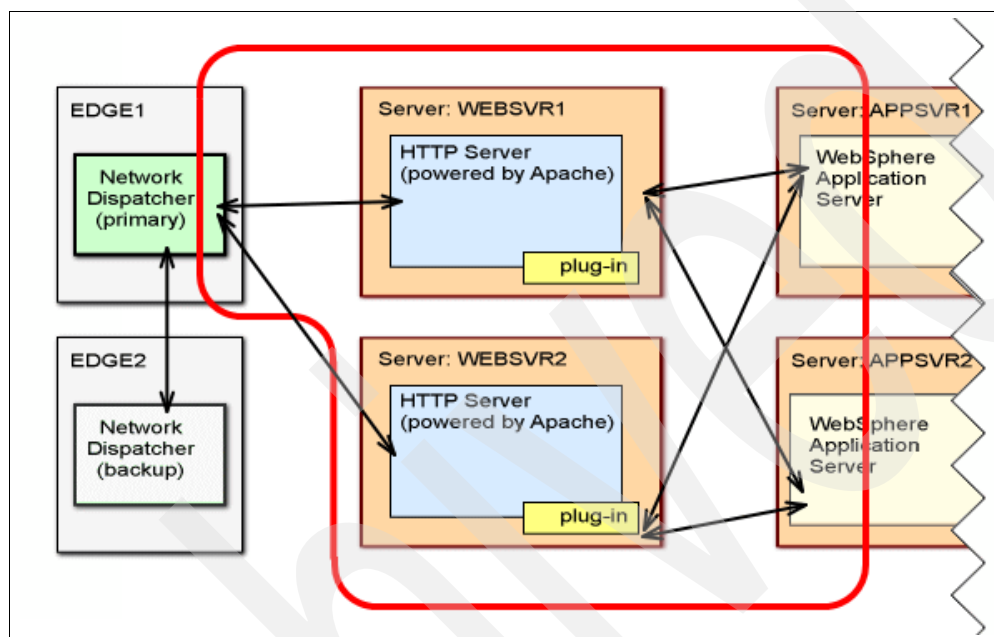 EDGE1
Network
Dispatcher
(primary)
Server: WEBSVR1
HTTP Server
(powered by Apache)
plug-in
Server: APPSVR1
WebSphere
Application
Server
EDGE2
Network
Dispatcher
(backup)
Server: WEBSVR2
HTTP Server
(powered by Apache)
plug-in
Server: APPSVR2
WebSphere
Application
Server